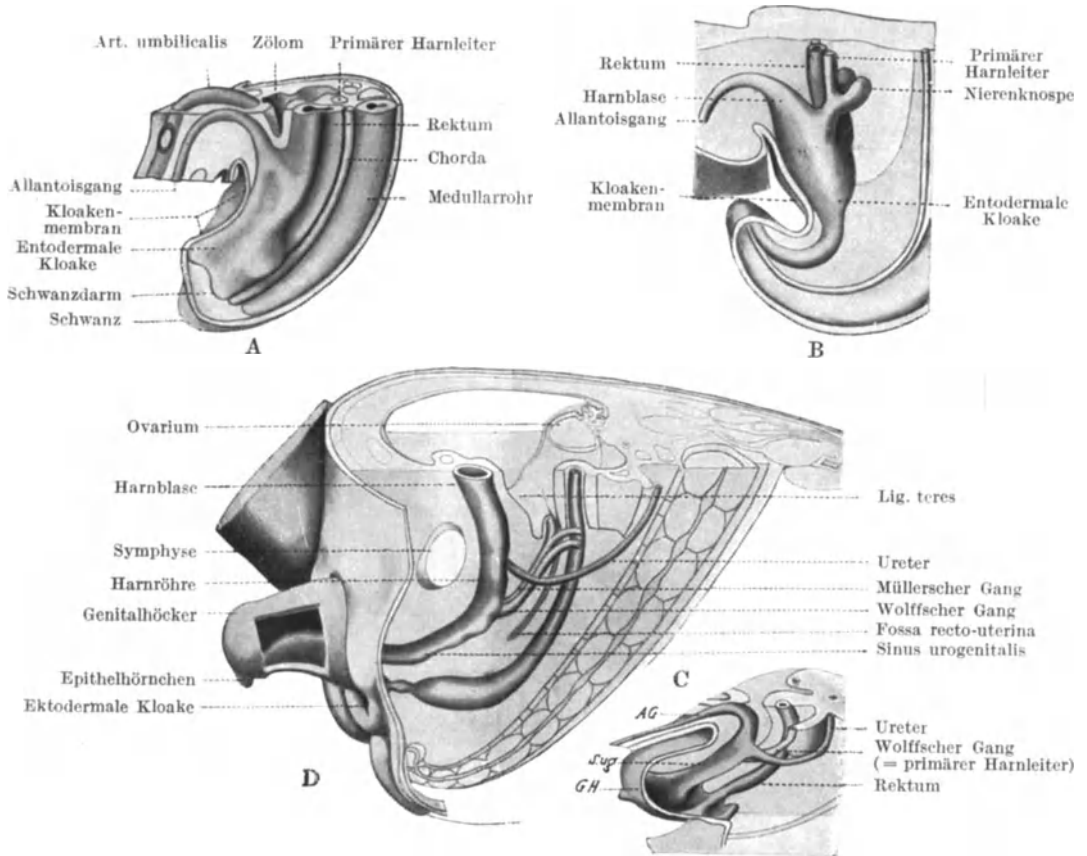 Art. umbilicalis
Zölom
Primärer Harnleiter
Rektum
Chorda
Medullarrohr
Allantoisgang
Kloaken-
membran
Entodermale
Kloake
Schwanzdarm
Schwanz
A
Rektum
Harnblase
Allantoisgang
Kloaken-
membran
Primärer
Harnleiter
Nierenknospe
Entodermale
Kloake
B
Ovarium
Harnblase
Symphyse
Harnröhre
Genitalhöcker
Epithelhörnchen
Ektodermale Kloake
D
Lig. teres
Ureter
Müllerscher Gang
Wolffscher Gang
Fossa recto-uterina
Sinus urogenitalis
C
AG
Sug
GH
Ureter
Wolffscher Gang
(= primärer Harnleiter)
Rektum